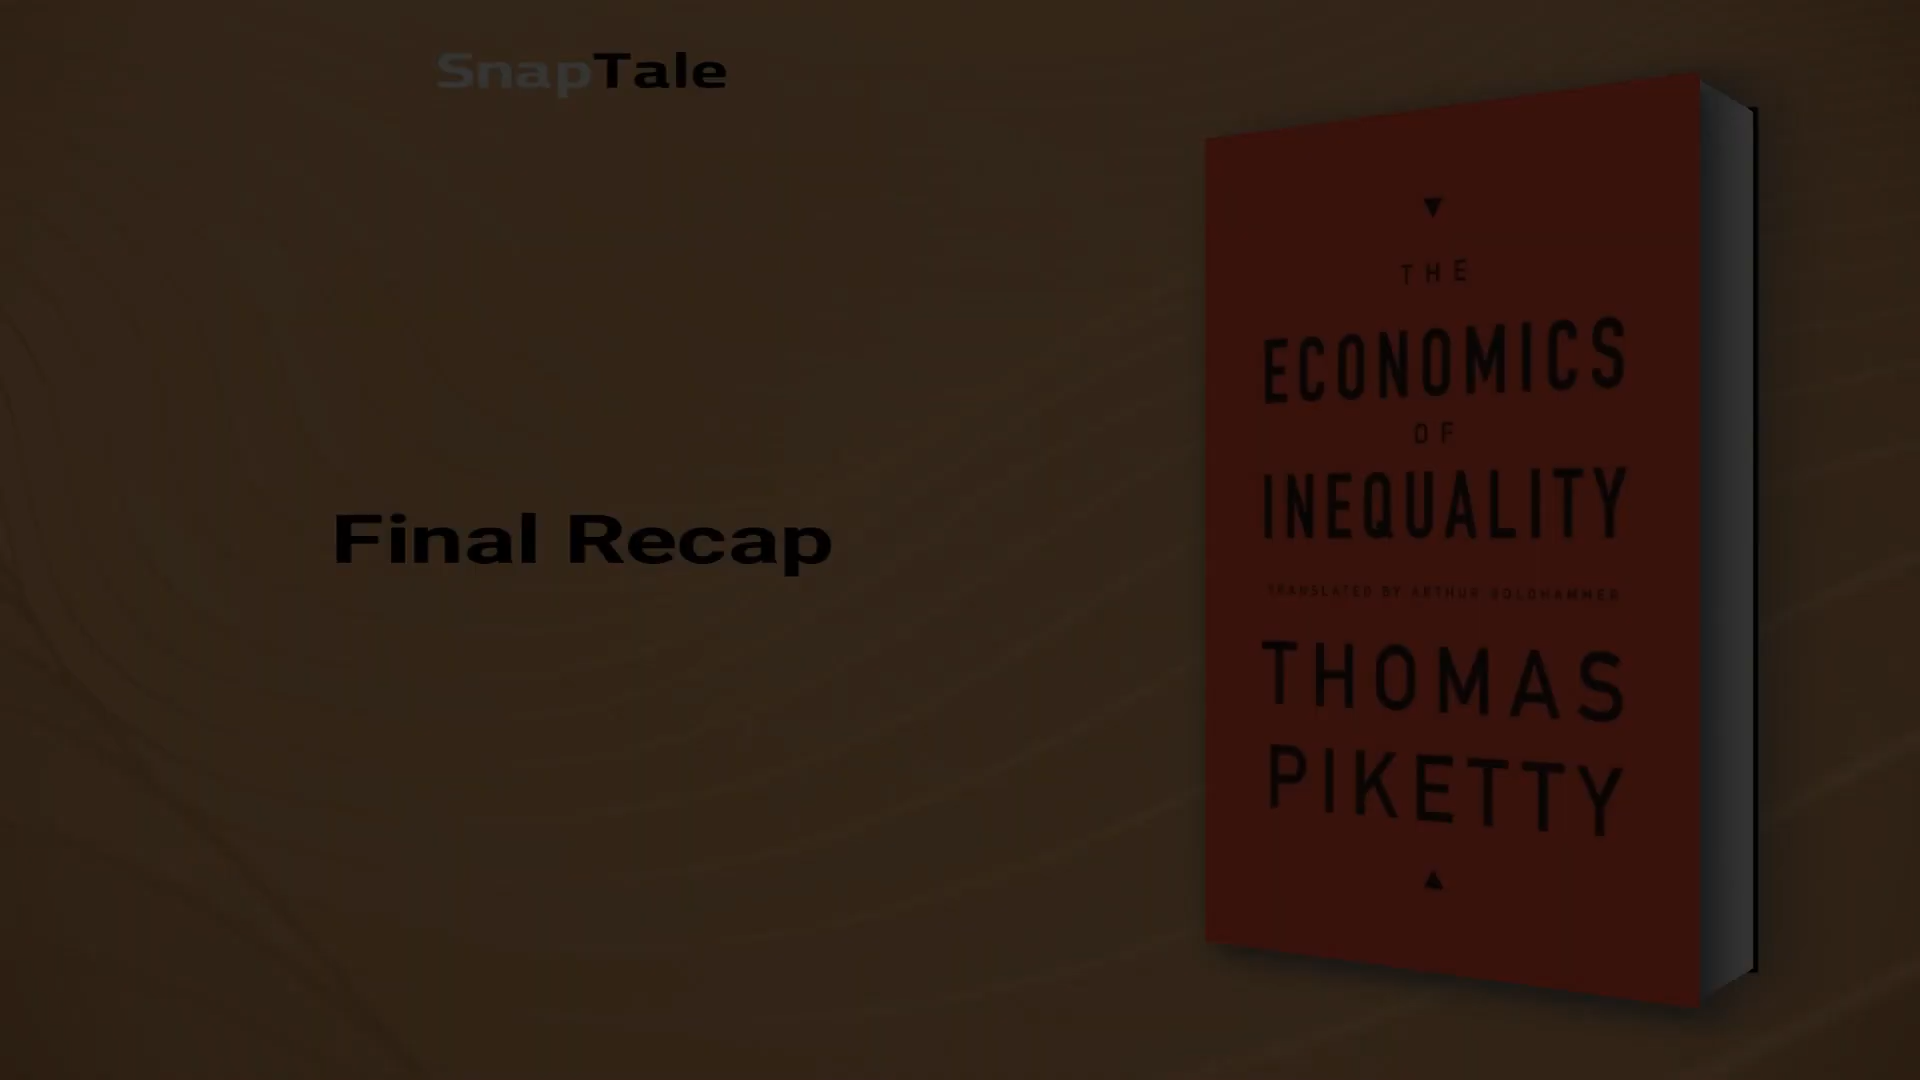 SnapTale
Final Recap
THE
ECONOMICS
OF
INEQUALITY
TRANSLATED BY ARTHUR GOLDHAMMER
THOMAS
PIKETTY